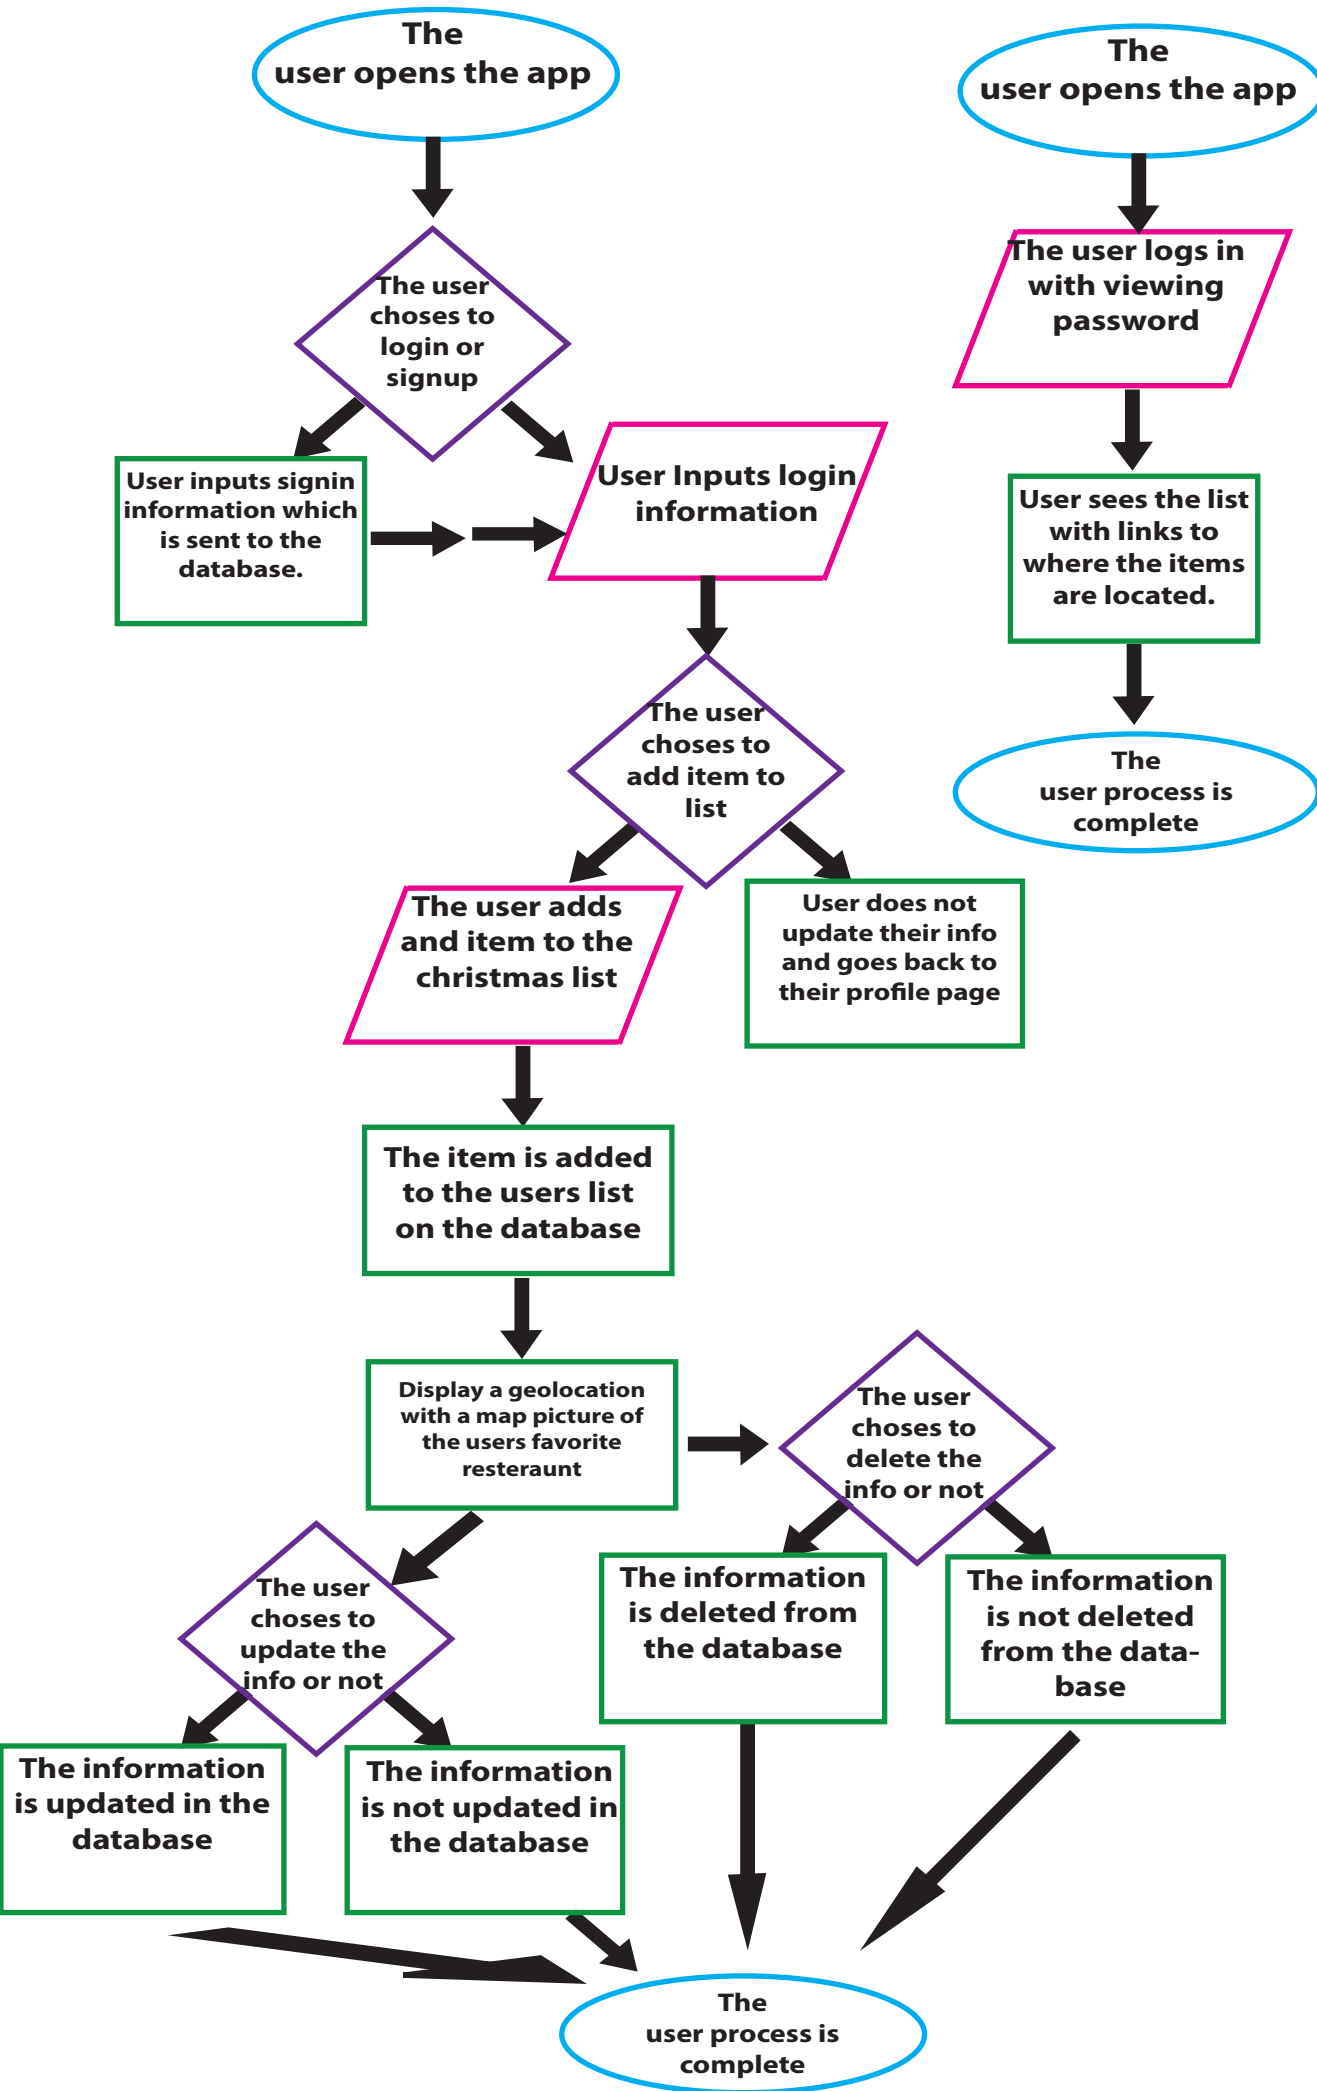 The
user opens the app
The user
choses to
login or
signup
User inputs signin
information which
is sent to the
database.
User Inputs login
information
The user
choses to
add item to
list
The user adds
and item to the
christmas list
User does not
update their info
and goes back to
their profile page
The item is added
to the users list
on the database
Display a geolocation
with a map picture of
the users favorite
resteraunt
The user
choses to
delete the
info or not
The information
is deleted from
the database
The information
is not deleted
from the data-
base
The user
choses to
update the
info or not
The information
is updated in the
database
The information
is not updated in
the database
The
user process is
complete
The
user opens the app
The user logs in
with viewing
password
User sees the list
with links to
where the items
are located.
The
user process is
complete